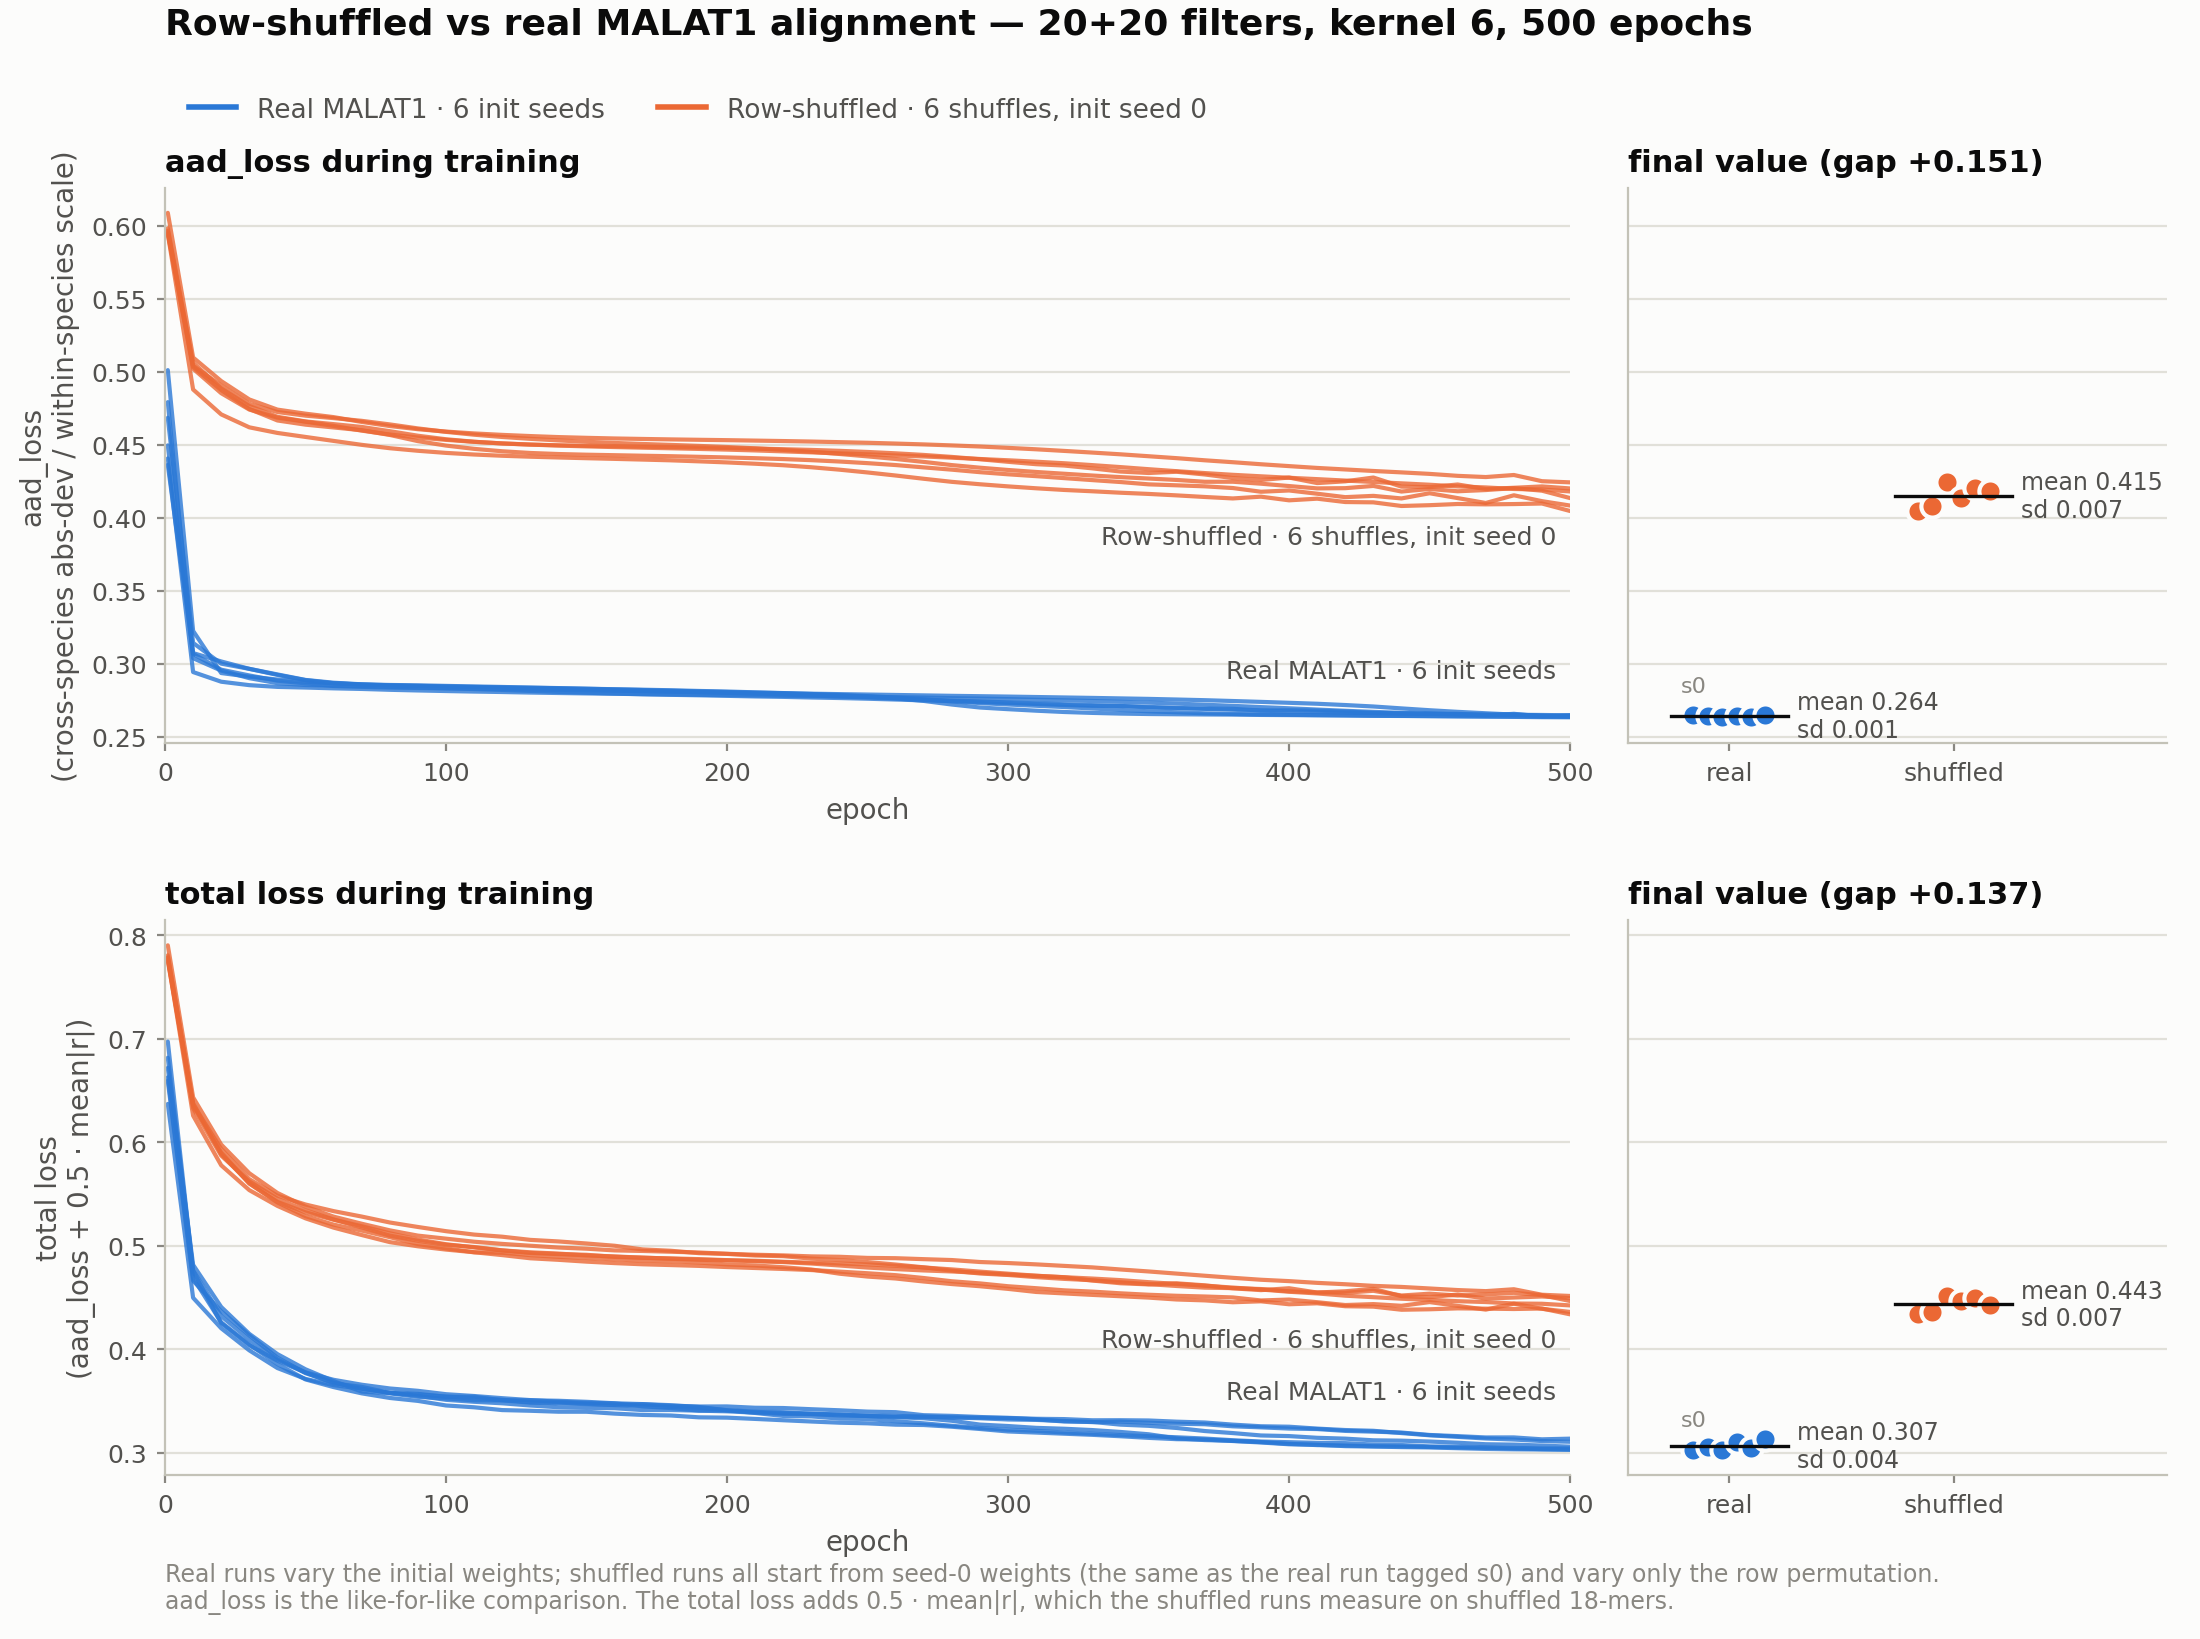 Row-shuffled vs real MALAT1 alignment — 20+20 filters, kernel 6, 500 epochs
Real MALAT1 · 6 init seeds
Row-shuffled · 6 shuffles, init seed 0
aad_loss during training
final value (gap +0.151)
aad_loss
(cross-species abs-dev / within-species scale)
0.60
0.55
0.50
0.45
0.40
0.35
0.30
0.25
Row-shuffled · 6 shuffles, init seed 0
Real MALAT1 · 6 init seeds
0
100
200
300
400
500
epoch
mean 0.415
sd 0.007
s0
mean 0.264
sd 0.001
real
shuffled
total loss during training
final value (gap +0.137)
total loss
(aad_loss + 0.5 · mean|r|)
0.8
0.7
0.6
0.5
0.4
0.3
Row-shuffled · 6 shuffles, init seed 0
Real MALAT1 · 6 init seeds
0
100
200
300
400
500
epoch
mean 0.443
sd 0.007
s0
mean 0.307
sd 0.004
real
shuffled
Real runs vary the initial weights; shuffled runs all start from seed-0 weights (the same as the real run tagged s0) and vary only the row permutation.
aad_loss is the like-for-like comparison. The total loss adds 0.5 · mean|r|, which the shuffled runs measure on shuffled 18-mers.